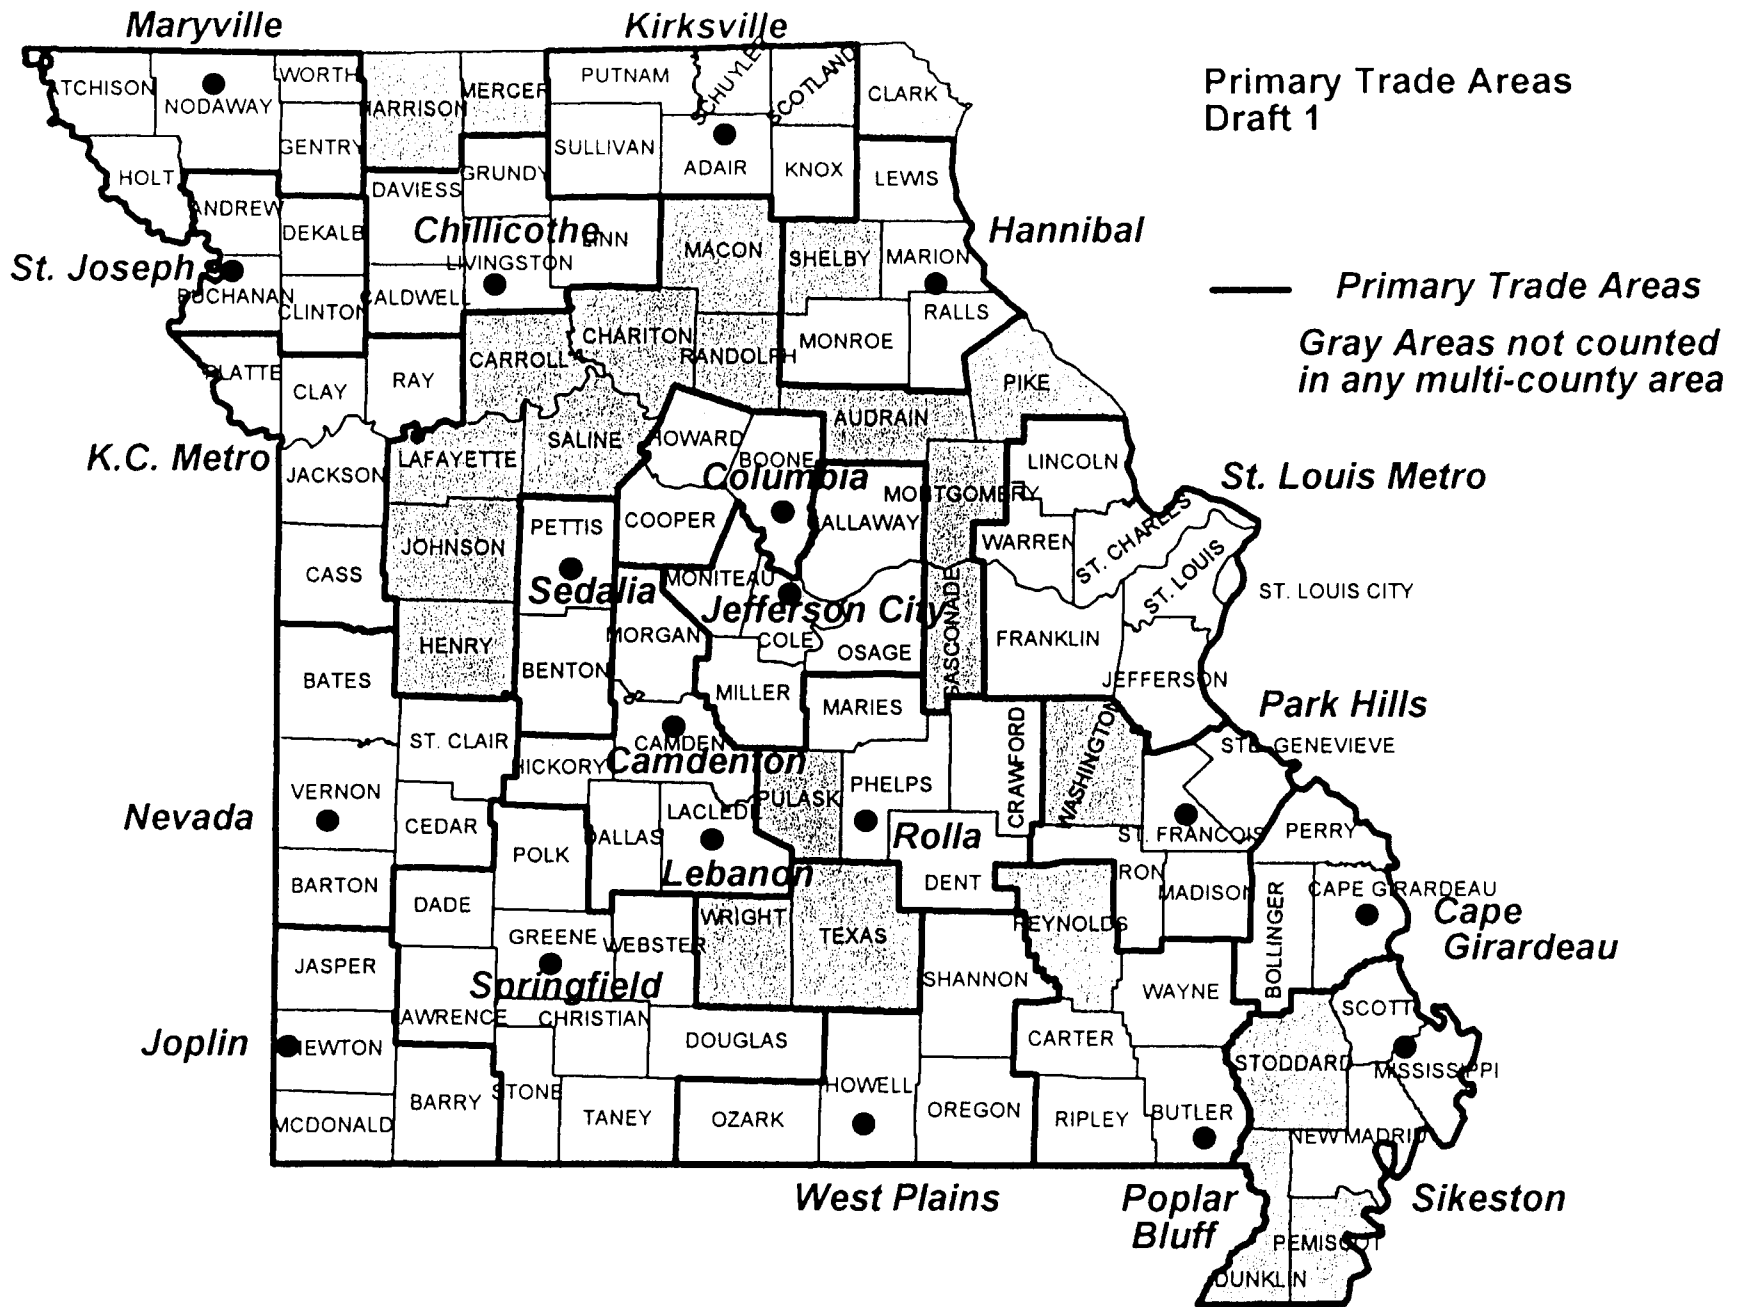 Maryville
Kirksville
Primary Trade Areas
Draft 1
ATCHISON
NODAWAY
WORTH
HARRISON
MERCER
PUTNAM
SCHUYLER
SCOTLAND
CLARK
GENTRY
SULLIVAN
ADAIR
KNOX
LEWIS
HOLT
ANDREW
DEKALB
DAVIESS
GRUNDY
Chillicothe
LINN
MACON
SHELBY
MARION
Hannibal
St. Joseph
BUCHANAN
CLINTON
CALDWELL
LIVINGSTON
CHARITON
RANDOLPH
MONROE
RALLS
Primary Trade Areas
Gray Areas not counted
in any multi-county area
PLATTE
CLAY
RAY
CARROLL
PIKE
AUDRAIN
K.C. Metro
JACKSON
LAFAYETTE
SALINE
HOWARD
BOONE
Columbia
MONTGOMERY
LINCOLN
St. Louis Metro
CASS
JOHNSON
PETTIS
Sedalia
COOPER
MONITEAU
CALLAWAY
WARREN
ST. CHARLES
ST. LOUIS
ST. LOUIS CITY
Jefferson City
COLE
OSAGE
GASCONADE
FRANKLIN
JEFFERSON
BATES
HENRY
BENTON
MORGAN
MILLER
MARIES
Park Hills
STE. GENEVIEVE
ST. CLAIR
HICKORY
CAMDEN
Camdenton
PULASK
PHELPS
CRAWFORD
WASHINGTON
ST. FRANCOIS
PERRY
Nevada
VERNON
CEDAR
POLK
DALLAS
LACLEDE
Lebanon
Rolla
DENT
IRON
MADISON
BOLLINGER
CAPE GIRARDEAU
Cape
Girardeau
BARTON
DADE
GREENE
WEBSTER
WRIGHT
TEXAS
REYNOLDS
SHANNON
WAYNE
JASPER
Springfield
LAWRENCE
CHRISTIAN
DOUGLAS
CARTER
STODDARD
SCOTT
MISSISSIPPI
Joplin
NEWTON
MCDONALD
BARRY
STONE
TANEY
OZARK
HOWELL
OREGON
RIPLEY
BUTLER
NEW MADRID
West Plains
Poplar
Bluff
Sikeston
PEMISCOT
DUNKLIN